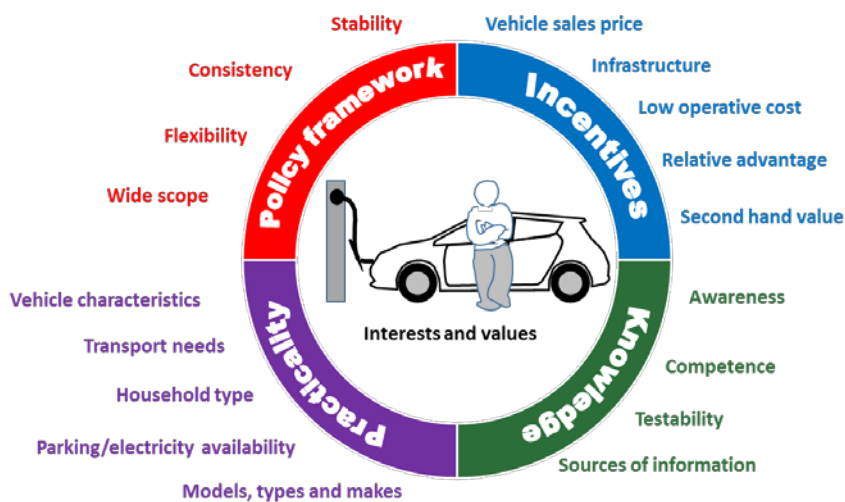 Stability
Consistency
Flexibility
Wide scope
Policy framework
Vehicle sales price
Infrastructure
Low operative cost
Relative advantage
Second hand value
Incentives
Interests and values
Vehicle characteristics
Transport needs
Household type
Parking/electricity availability
Models, types and makes
Practicality
Awareness
Competence
Testability
Sources of information
Knowledge